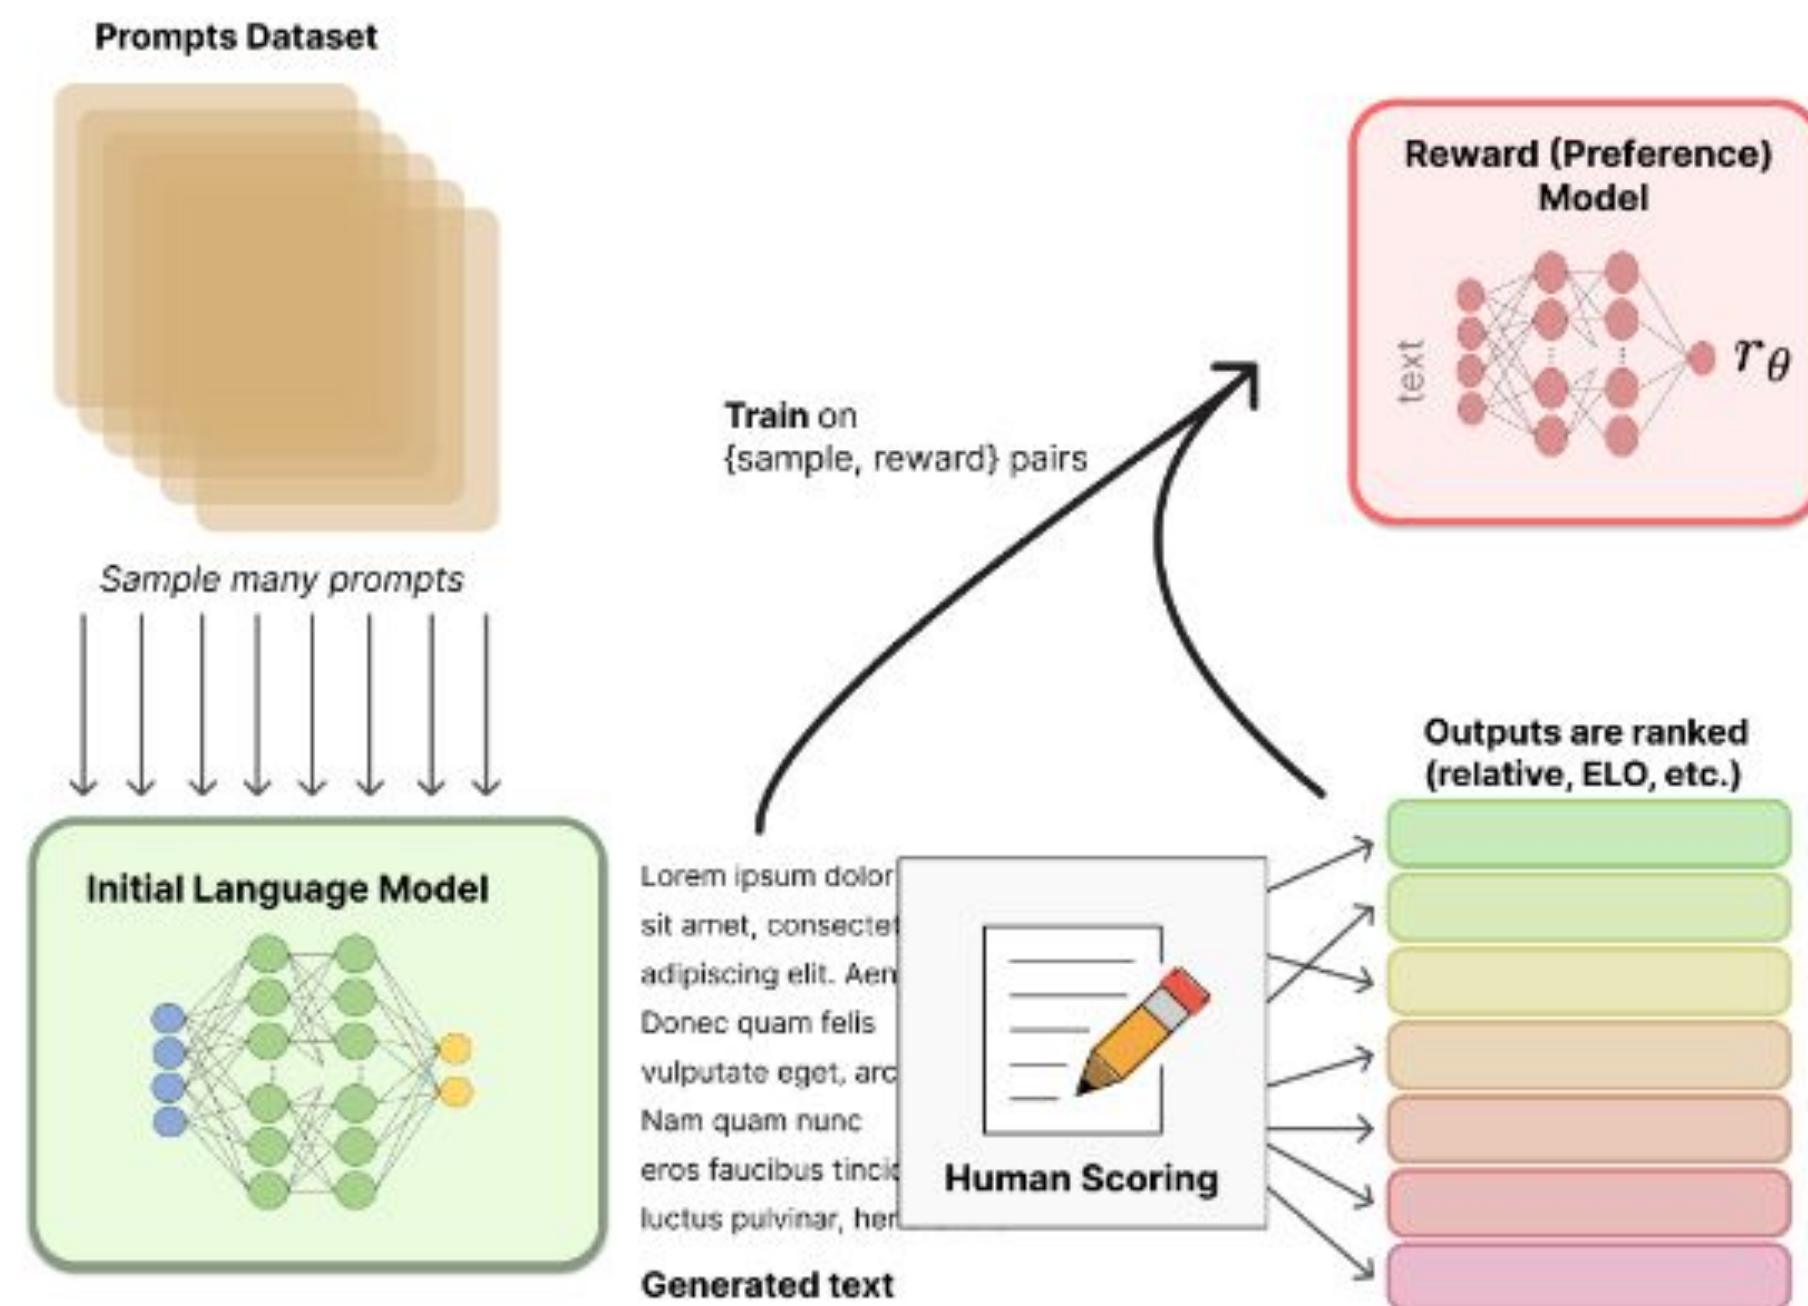 Prompts Dataset
Sample many prompts
Initial Language Model
Train on
{sample, reward} pairs
Reward (Preference)
Model
text
rθ
Lorem ipsum dolor
sit amet, consectet
adipiscing elit. Aen
Donec quam felis
vulputate eget, arc
Nam quam nunc
eros faucibus tincid
luctus pulvinar, her
Generated text
Human Scoring
Outputs are ranked
(relative, ELO, etc.)